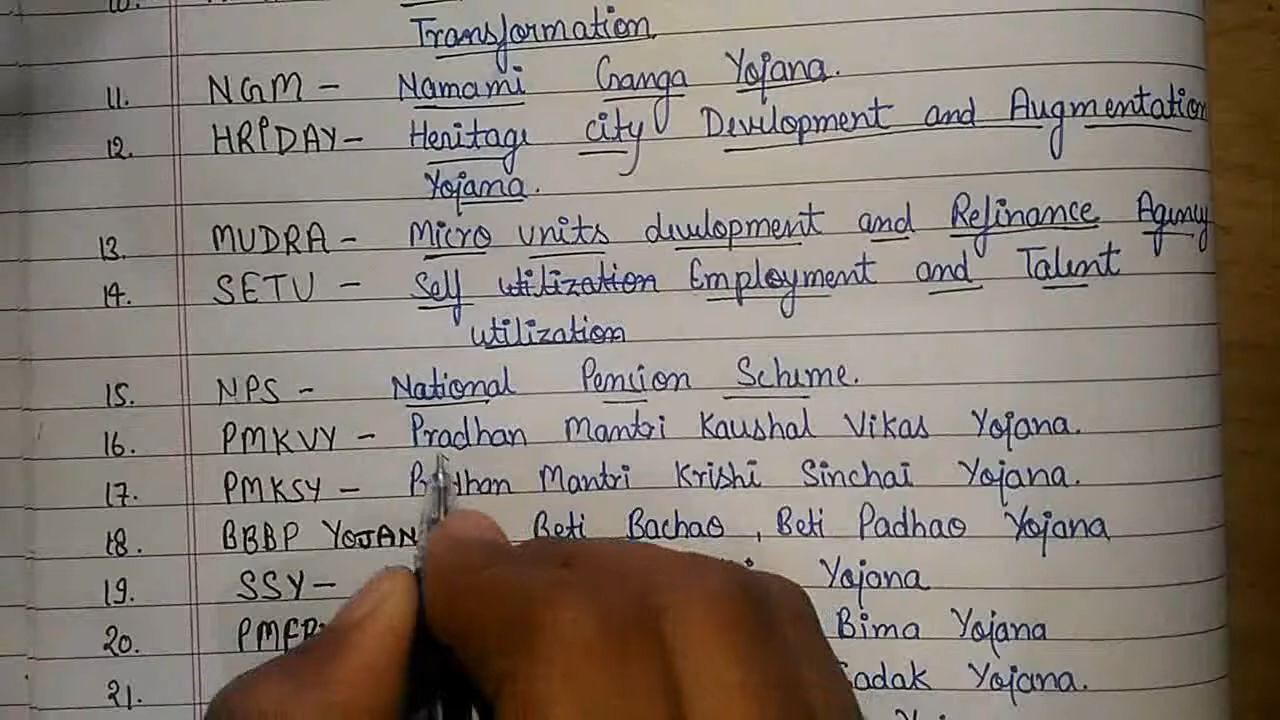 10.
Transformation
11. NGM - Namami Ganga Yojana.
12. HRiDAY- Heritage city Development and Augmentation
Yojana.
13. MUDRA - Micro units development and Refinance Agency
14. SETU - Self utilization Employment and Talent
utilization
15. NPS - National Pension Scheme.
16. PMKVY - Pradhan Mantri Kaushal Vikas Yojana.
17. PMKSY - Pradhan Mantri Krishi Sinchai Yojana.
18. BBBP YOJAN Beti Bachao , Beti Padhao Yojana
19. SSY- Yojana
20. Bima Yojana
21. Yojana.